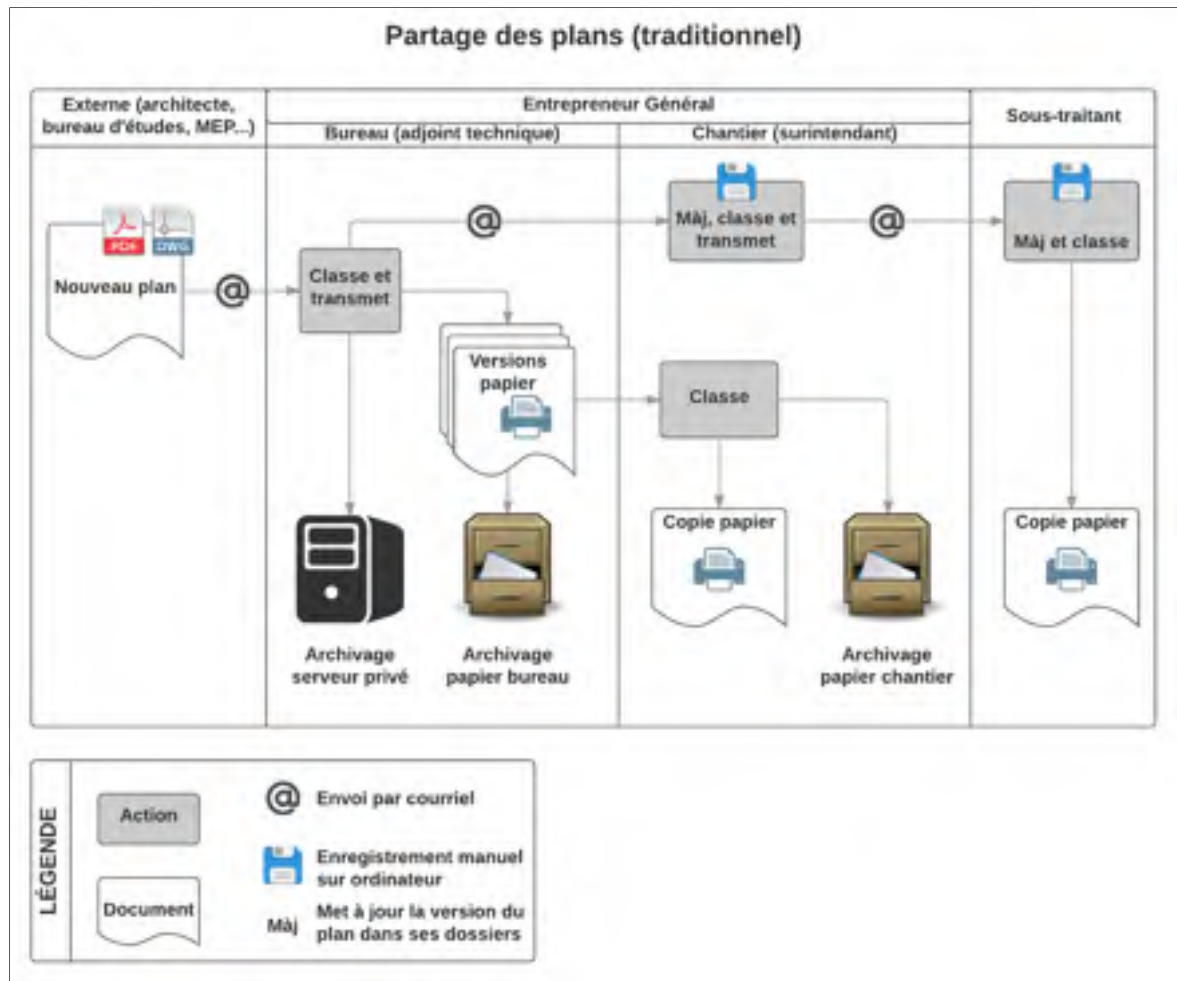 Partage des plans (traditionnel)
Externe (architecte,
bureau d'études, MEP...)
Entrepreneur Général
Bureau (adjoint technique)
Chantier (surintendant)
Sous-traitant
PDF
DWG
Nouveau plan
@
Classe et
transmet
@
Màj, classe et
transmet
@
Màj et classe
Versions
papier
Classe
Copie papier
Copie papier
Archivage
serveur privé
Archivage
papier bureau
Archivage
papier chantier
LÉGENDE
Action
Document
@ Envoi par courriel
Enregistrement manuel
sur ordinateur
Màj
Met à jour la version du
plan dans ses dossiers